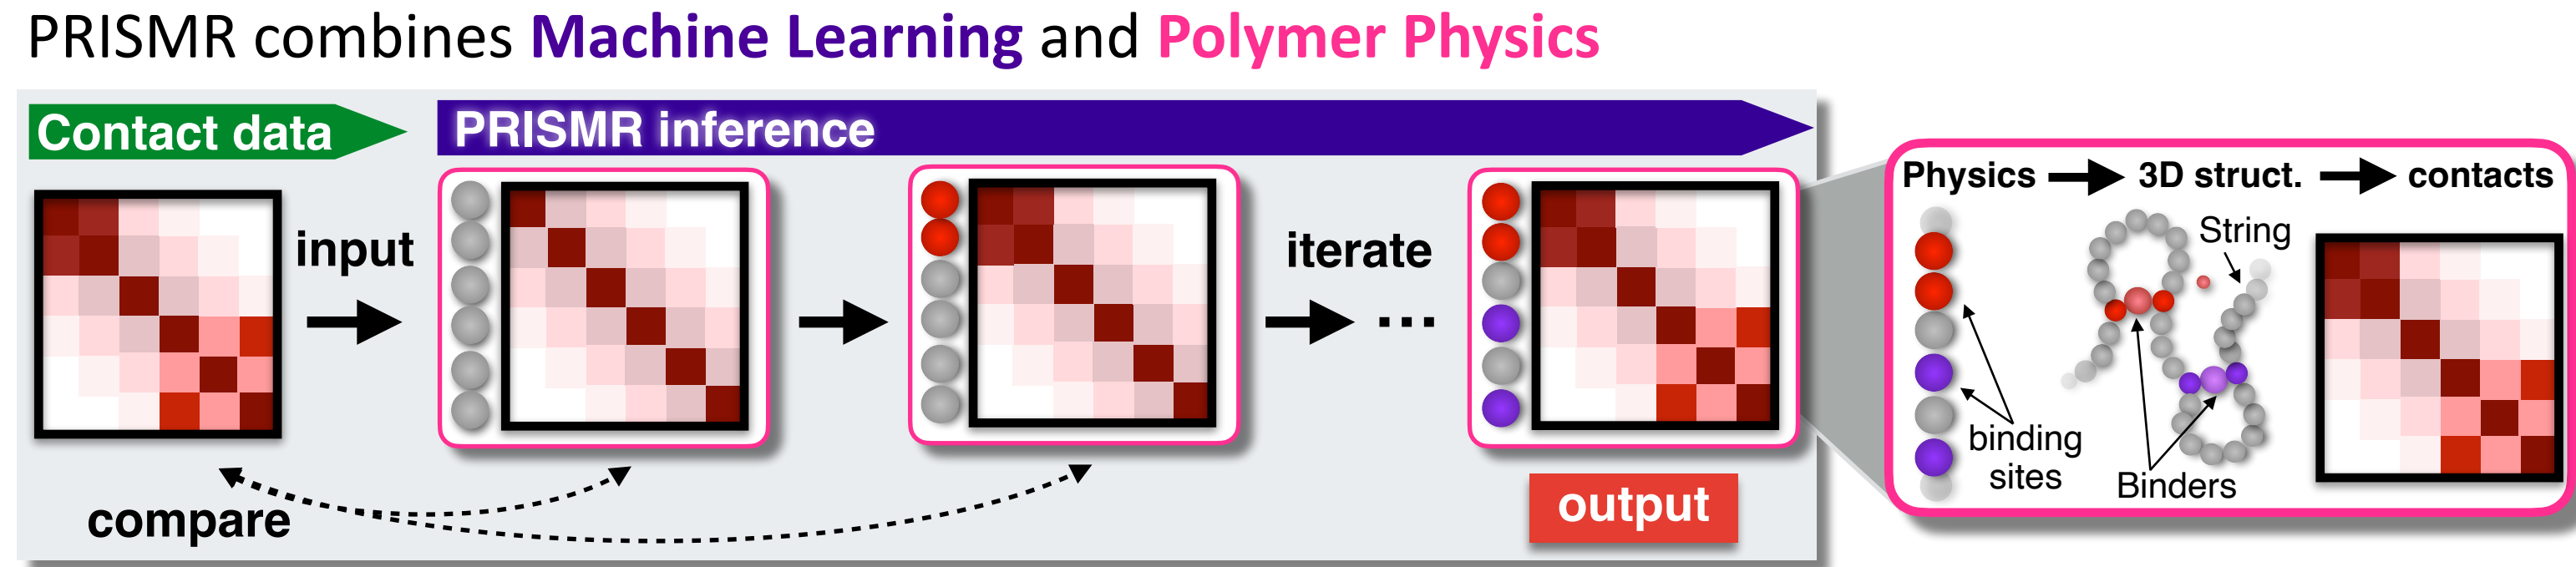 PRISMR combines Machine Learning and Polymer Physics
Contact data
PRISMR inference
input
iterate
...
compare
output
Physics
3D struct.
contacts
String
binding
sites
Binders